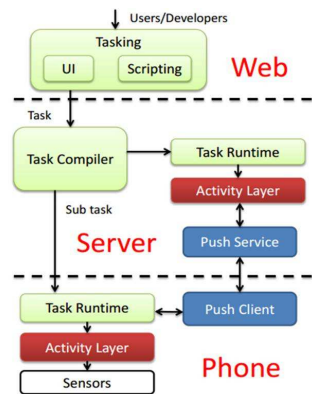 Users/Developers
Tasking
UI
Scripting
Web
Task
Task Compiler
Task Runtime
Activity Layer
Sub task
Server
Push Service
Task Runtime
Push Client
Activity Layer
Phone
Sensors